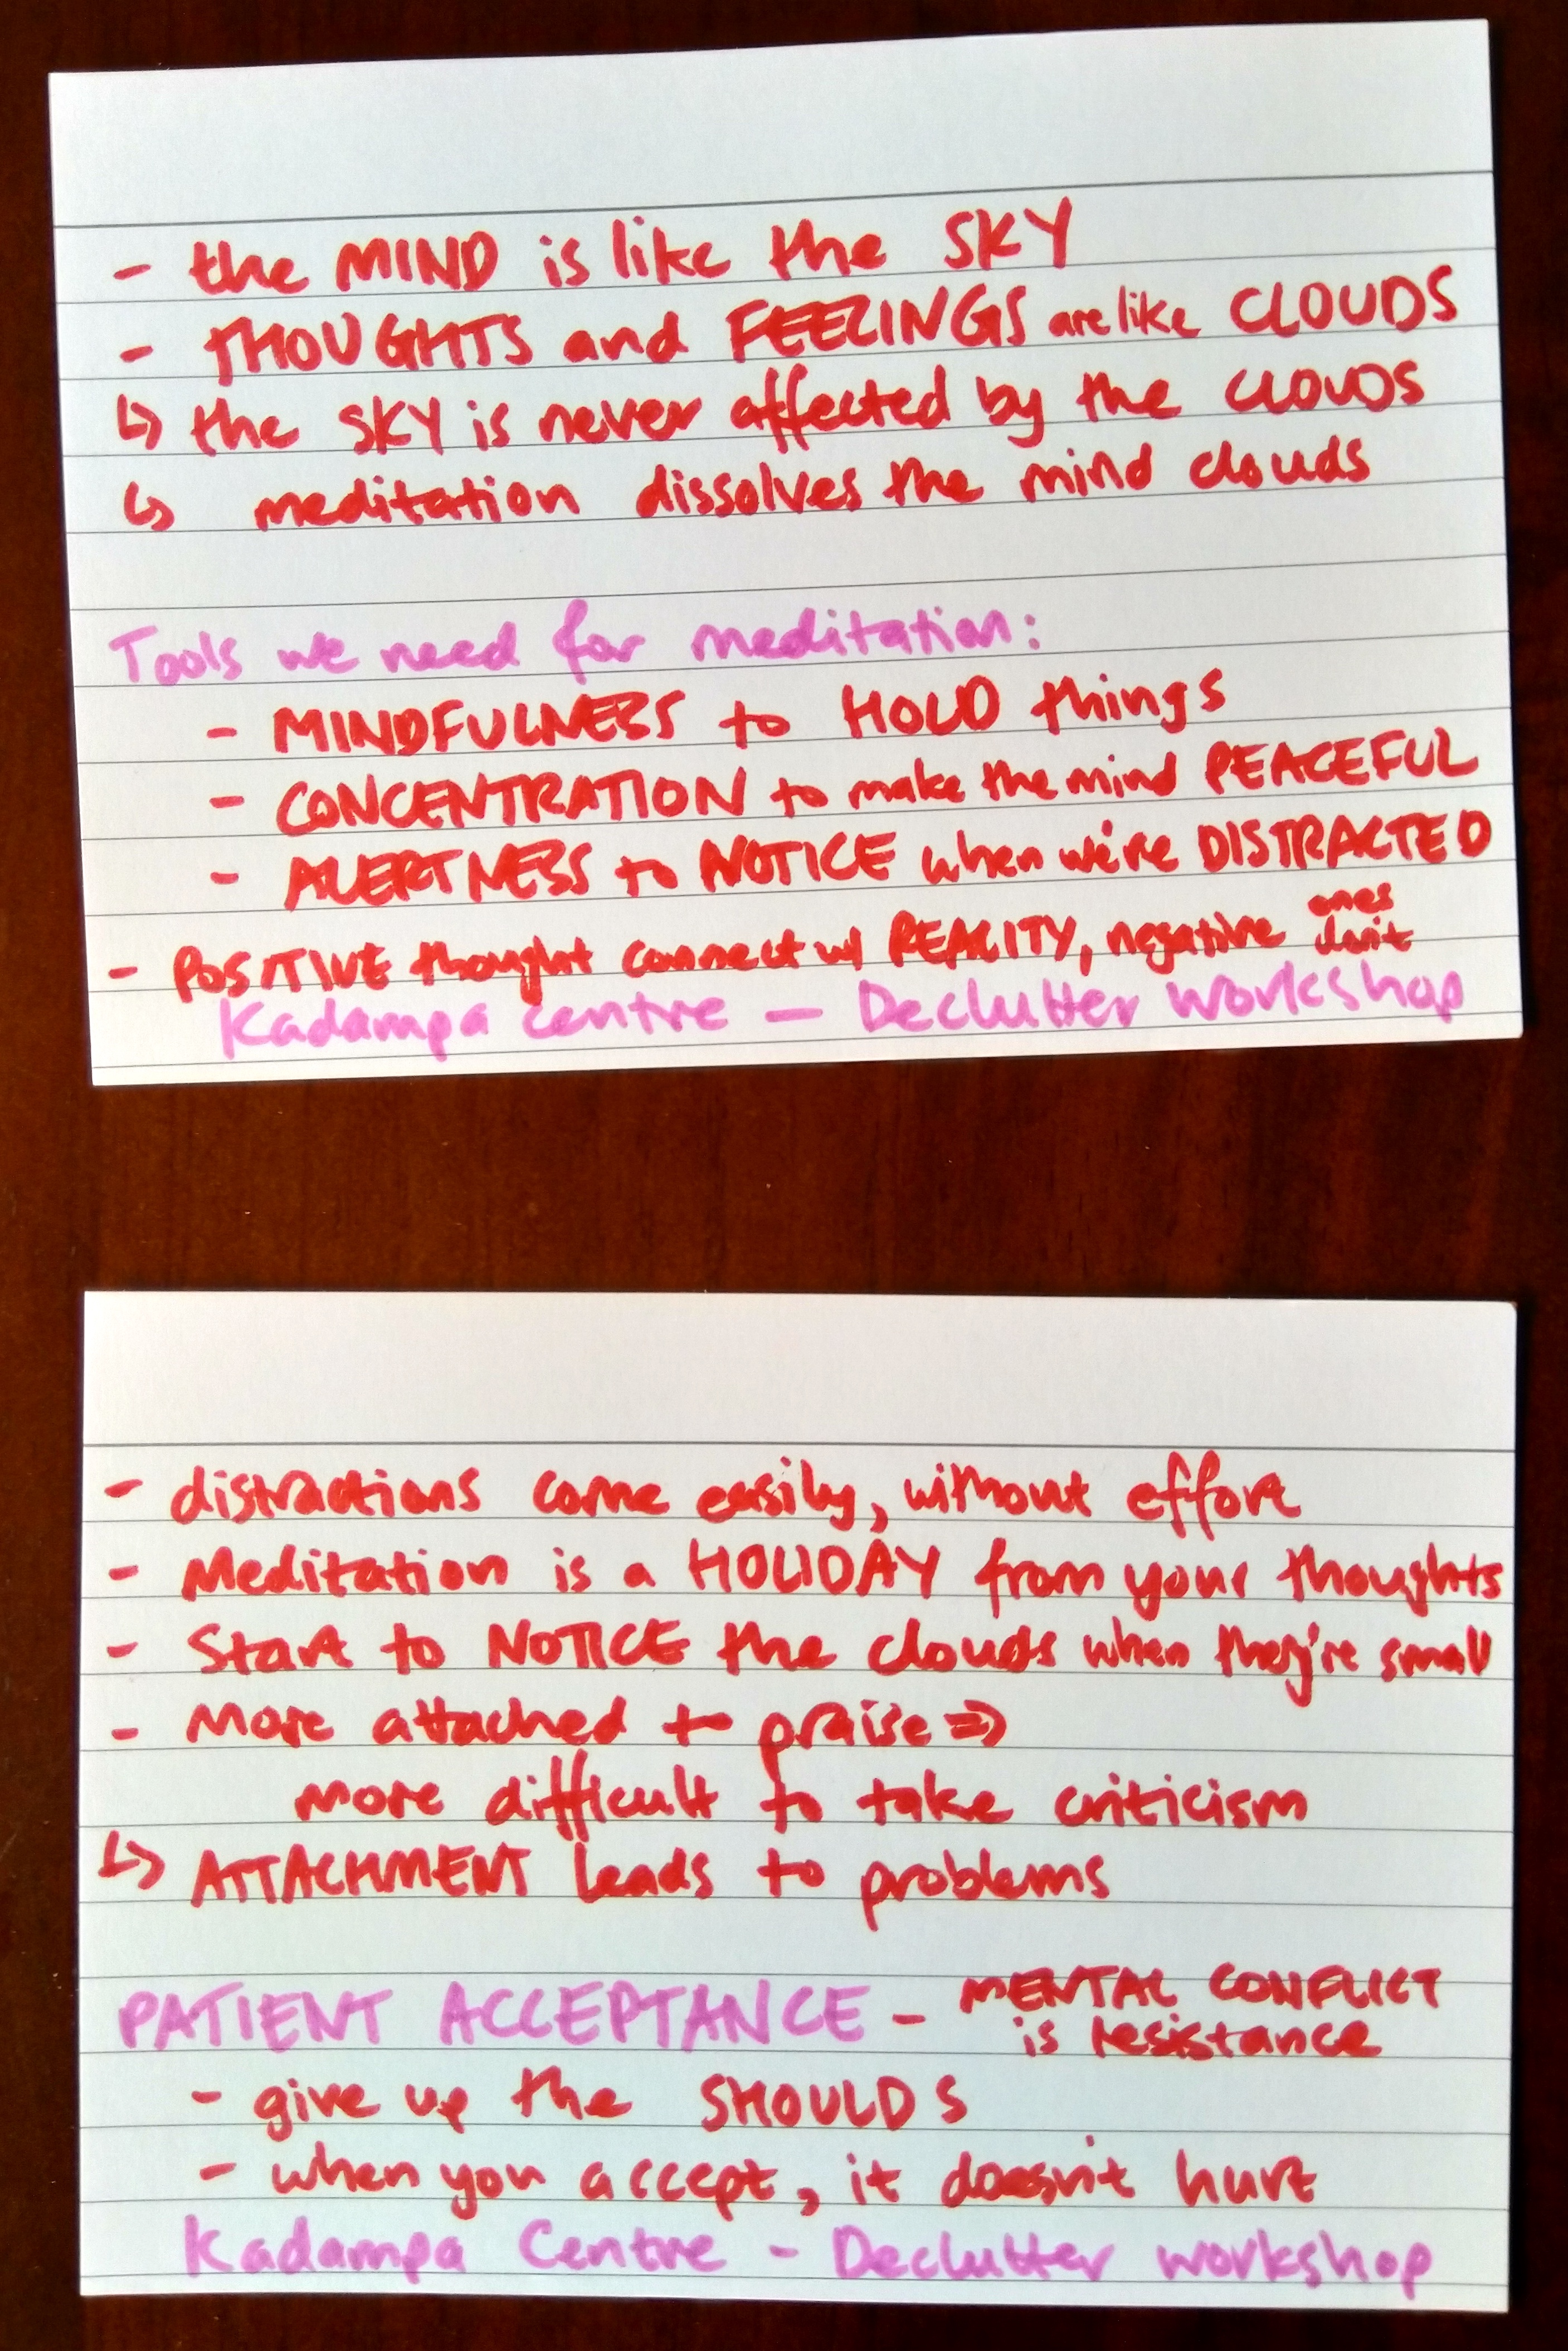 - the MIND is like the SKY
- THOUGHTS and FEELINGS are like CLOUDS
↳ the SKY is never affected by the CLOUDS
↳ meditation dissolves the mind clouds
Tools we need for meditation:
- MINDFULNESS to HOLD things
- CONCENTRATION to make the mind PEACEFUL
- ALERTNESS to NOTICE when we're DISTRACTED
- POSITIVE thought connect w/ REALITY, negative ones don't
Kadampa Centre — Declutter Workshop
- distractions come easily, without effort
- Meditation is a HOLIDAY from your thoughts
- Start to NOTICE the clouds when they're small
- More attached to praise ⇒
more difficult to take criticism
↳ ATTACHMENT leads to problems
PATIENT ACCEPTANCE - MENTAL CONFLICT
is resistance
- give up the SHOULDS
- when you accept, it doesn't hurt
Kadampa Centre - Declutter workshop